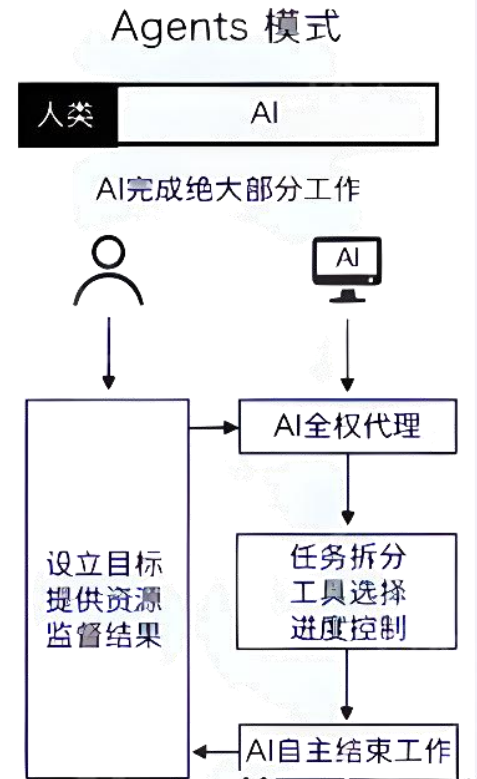 Agents 模式
人类
AI
AI完成绝大部分工作
AI
AI全权代理
设立目标
提供资源
监督结果
任务拆分
工具选择
进度控制
AI自主结束工作